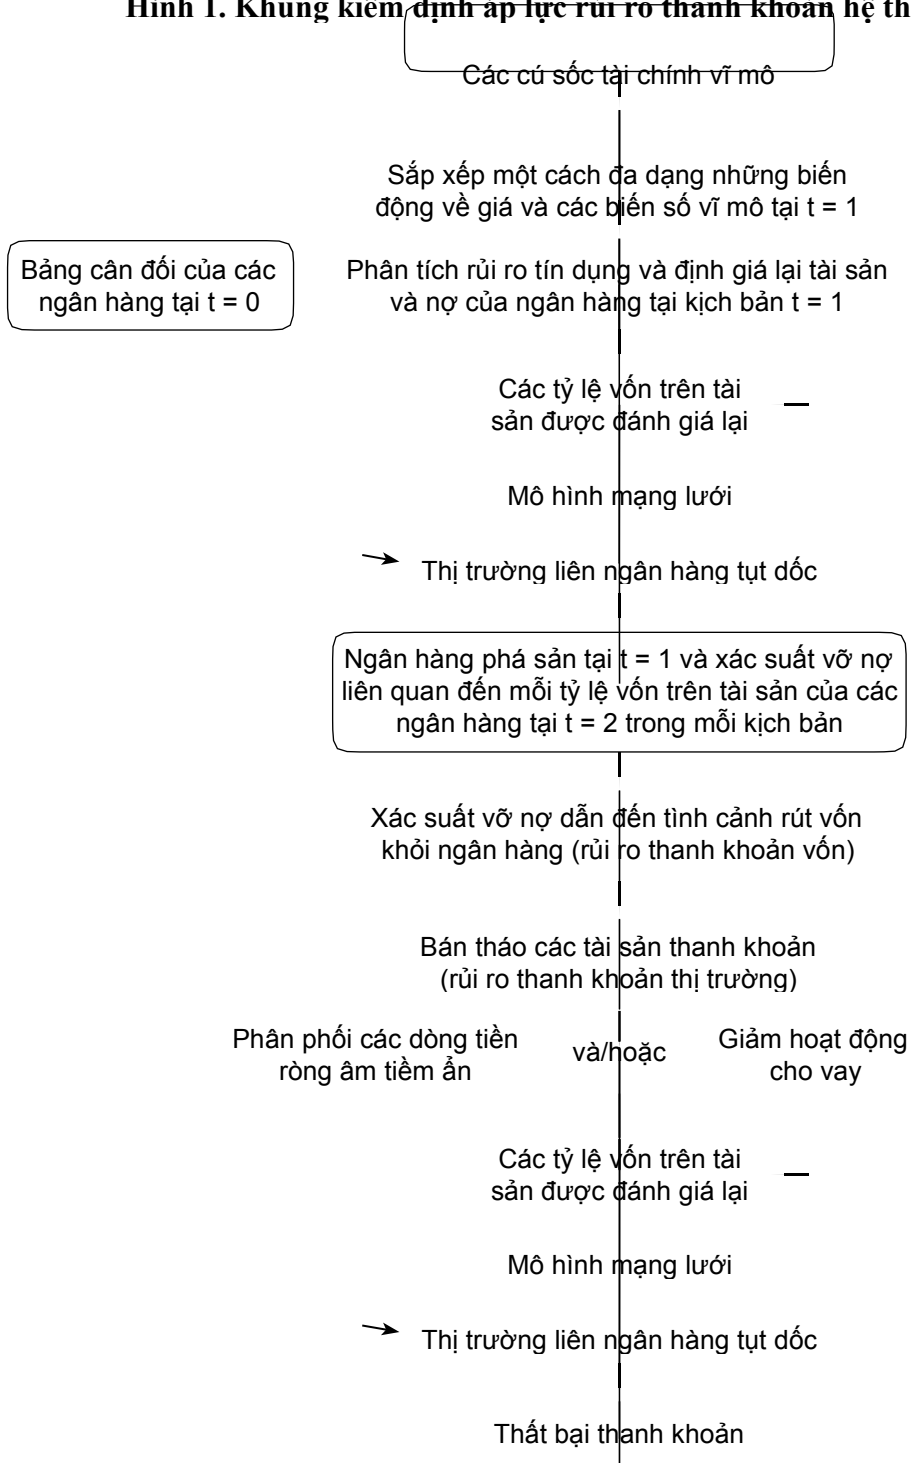 Hình 1. Khung kiểm định áp lực rủi ro thanh khoản hệ th
Các cú sốc tài chính vĩ mô
Sắp xếp một cách đa dạng những biến
động về giá và các biến số vĩ mô tại t = 1
Bảng cân đối của các
ngân hàng tại t = 0
Phân tích rủi ro tín dụng và định giá lại tài sản
và nợ của ngân hàng tại kịch bản t = 1
Các tỷ lệ vốn trên tài
sản được đánh giá lại
Mô hình mạng lưới
Thị trường liên ngân hàng tụt dốc
Ngân hàng phá sản tại t = 1 và xác suất vỡ nợ
liên quan đến mỗi tỷ lệ vốn trên tài sản của các
ngân hàng tại t = 2 trong mỗi kịch bản
Xác suất vỡ nợ dẫn đến tình cảnh rút vốn
khỏi ngân hàng (rủi ro thanh khoản vốn)
Bán tháo các tài sản thanh khoản
(rủi ro thanh khoản thị trường)
Phân phối các dòng tiền
ròng âm tiềm ẩn
và/hoặc
Giảm hoạt động
cho vay
Các tỷ lệ vốn trên tài
sản được đánh giá lại
Mô hình mạng lưới
Thị trường liên ngân hàng tụt dốc
Thất bại thanh khoản